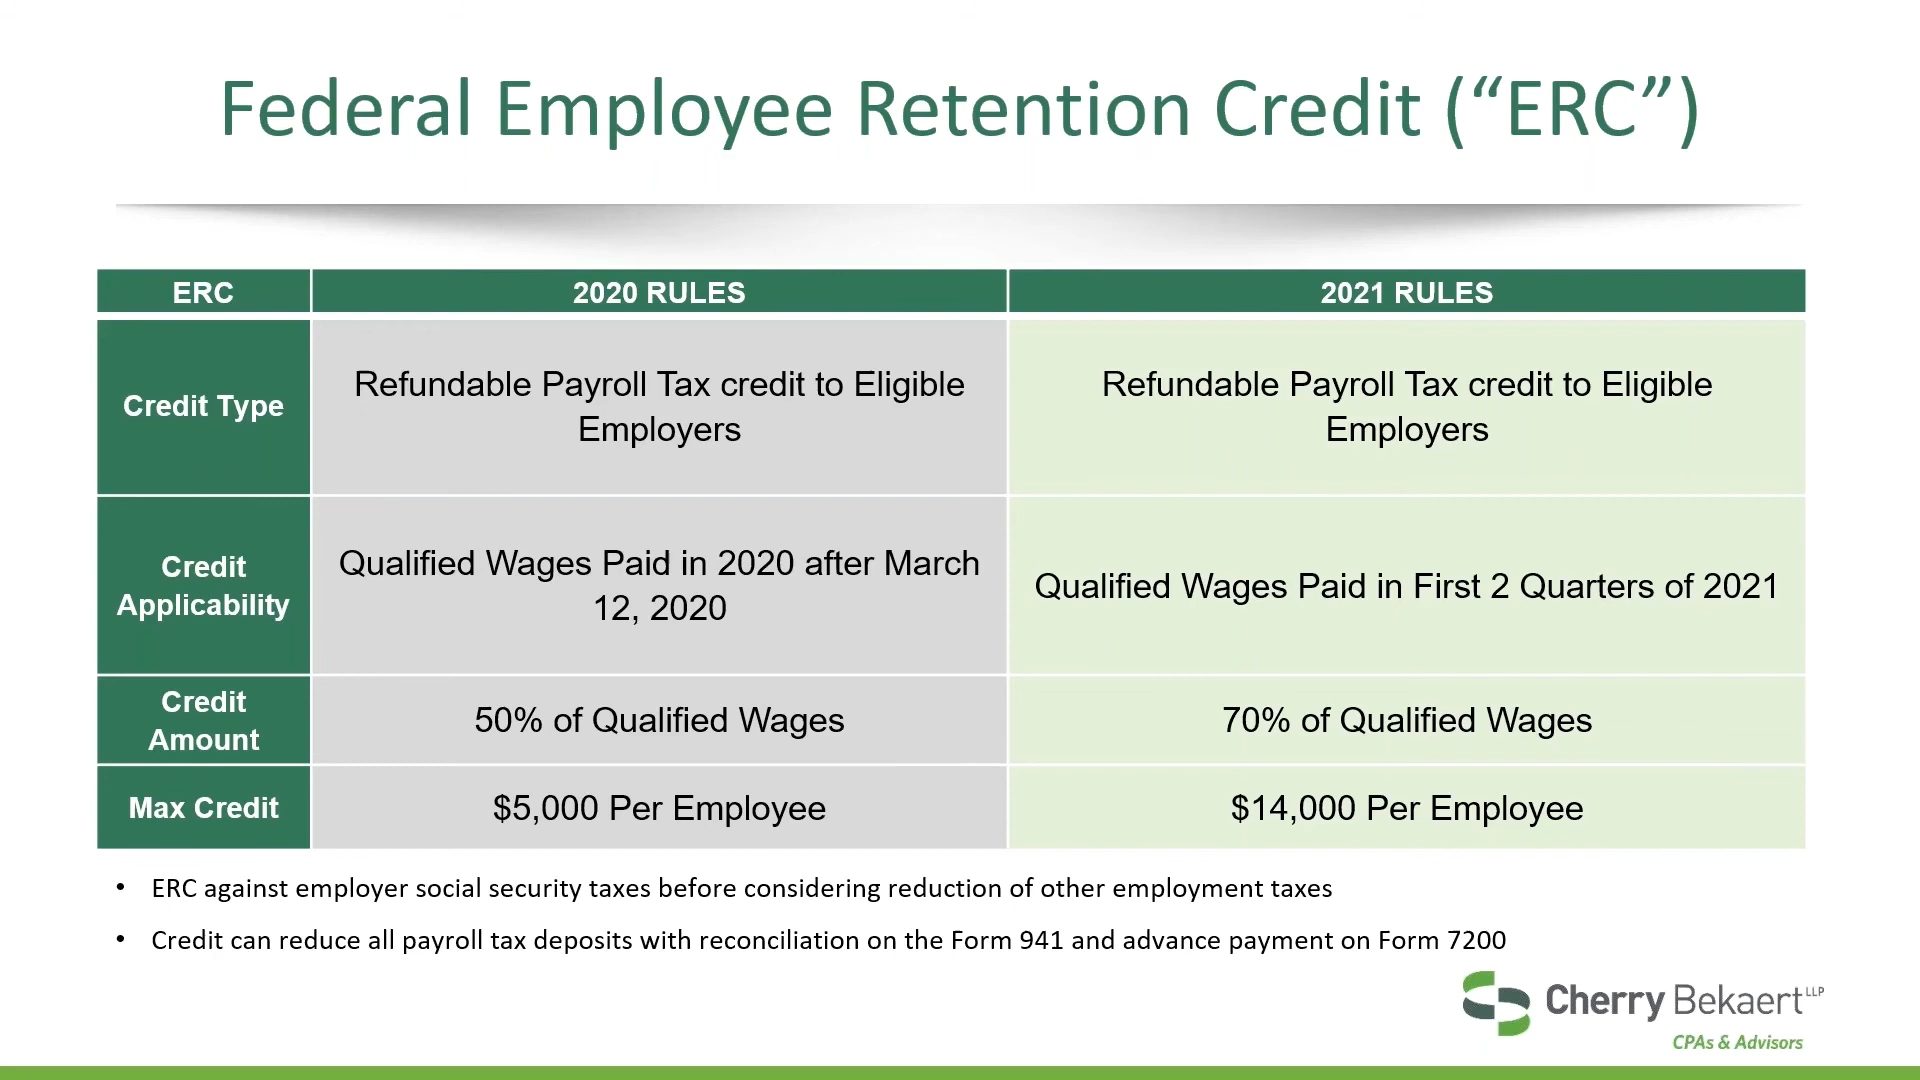 Federal Employee Retention Credit (“ERC”)
ERC
2020 RULES
2021 RULES
Credit Type
Refundable Payroll Tax credit to Eligible
Employers
Refundable Payroll Tax credit to Eligible
Employers
Credit
Applicability
Qualified Wages Paid in 2020 after March
12, 2020
Qualified Wages Paid in First 2 Quarters of 2021
Credit
Amount
50% of Qualified Wages
70% of Qualified Wages
Max Credit
$5,000 Per Employee
$14,000 Per Employee
• ERC against employer social security taxes before considering reduction of other employment taxes
• Credit can reduce all payroll tax deposits with reconciliation on the Form 941 and advance payment on Form 7200
Cherry Bekaert LLP
CPAs & Advisors